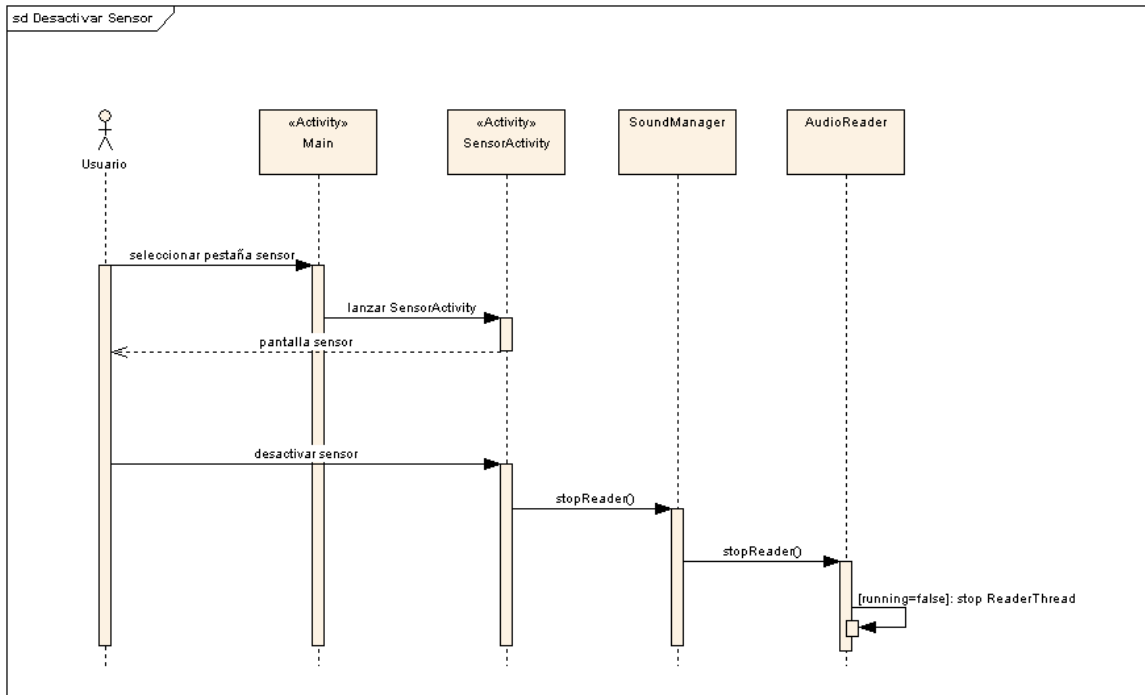 sd Desactivar Sensor
Usuario
«Activity»
Main
«Activity»
SensorActivity
SoundManager
AudioReader
seleccionar pestaña sensor
lanzar SensorActivity
pantalla sensor
desactivar sensor
stopReader()
stopReader()
[running=false]: stop ReaderThread